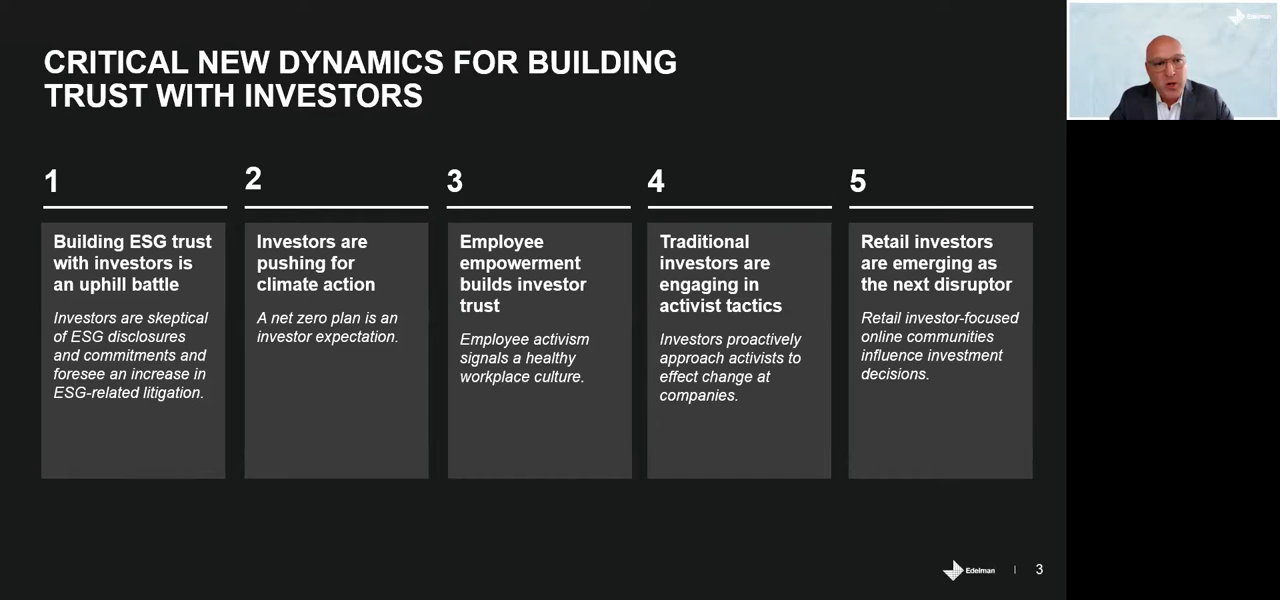 CRITICAL NEW DYNAMICS FOR BUILDING
TRUST WITH INVESTORS
1
Building ESG trust
with investors is
an uphill battle
Investors are skeptical
of ESG disclosures
and commitments and
foresee an increase in
ESG-related litigation.
2
Investors are
pushing for
climate action
A net zero plan is an
investor expectation.
3
Employee
empowerment
builds investor
trust
Employee activism
signals a healthy
workplace culture.
4
Traditional
investors are
engaging in
activist tactics
Investors proactively
approach activists to
effect change at
companies.
5
Retail investors
are emerging as
the next disruptor
Retail investor-focused
online communities
influence investment
decisions.
Edelman | 3
Edelman